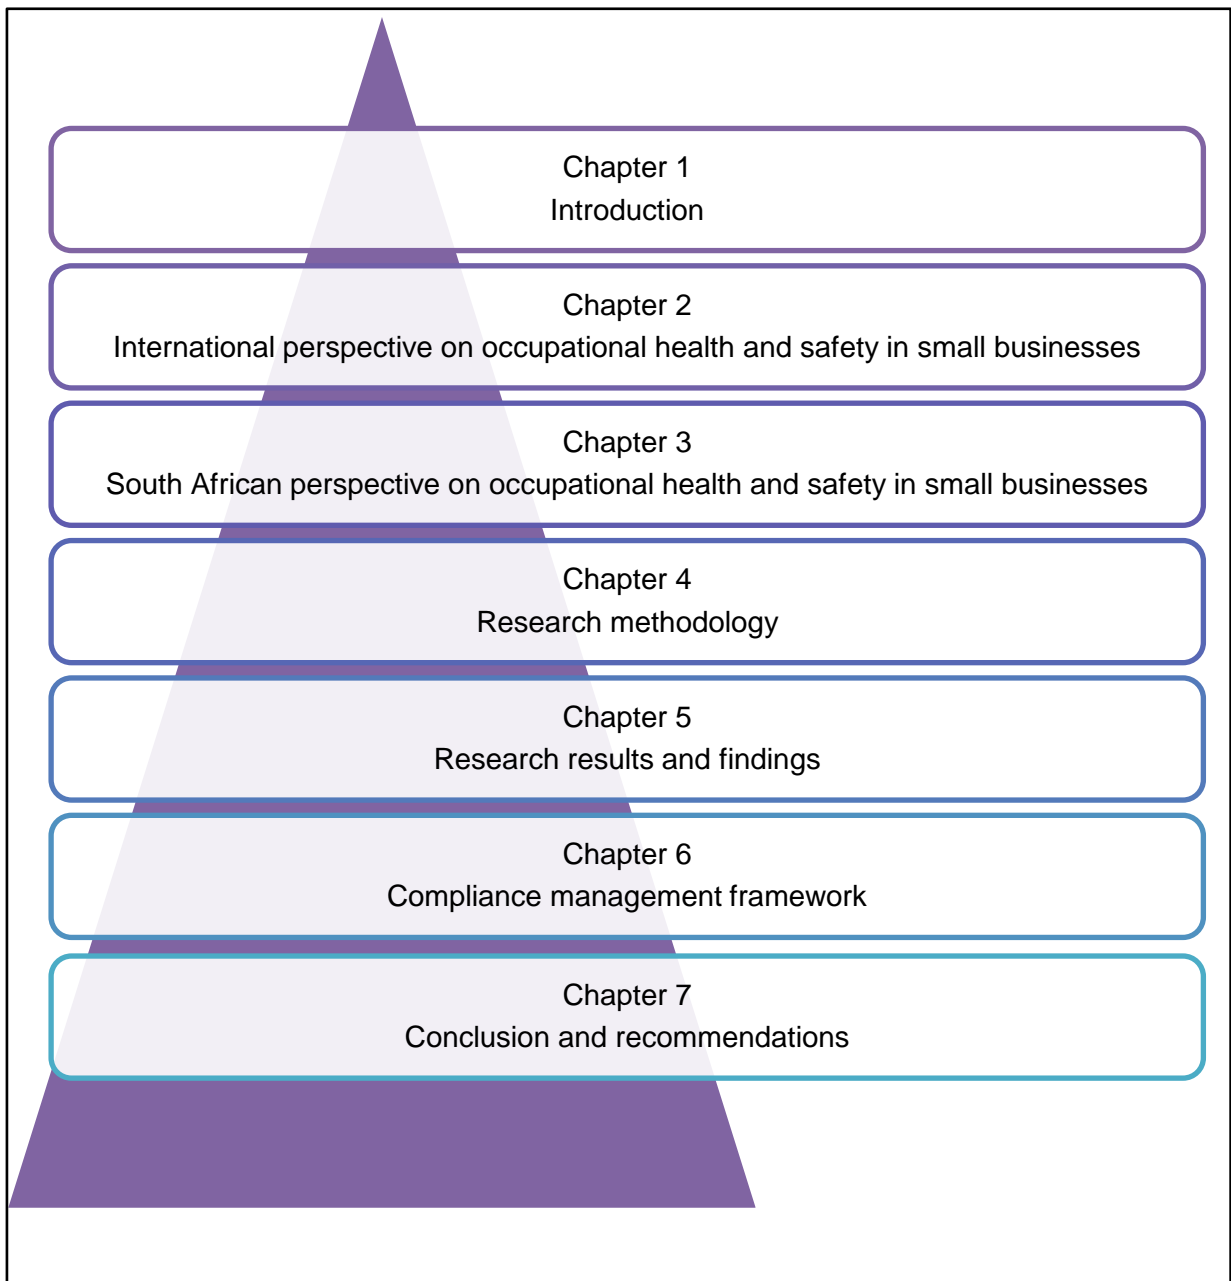 Chapter 1
Introduction
Chapter 2
International perspective on occupational health and safety in small businesses
Chapter 3
South African perspective on occupational health and safety in small businesses
Chapter 4
Research methodology
Chapter 5
Research results and findings
Chapter 6
Compliance management framework
Chapter 7
Conclusion and recommendations